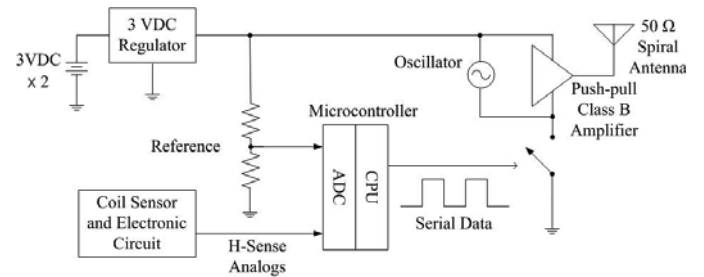 3 VDC
Regulator
3VDC
x 2
Oscillator
50 Ω
Spiral
Antenna
Push-pull
Class B
Amplifier
Microcontroller
Reference
ADC
CPU
Coil Sensor
and Electronic
Circuit
H-Sense
Analogs
Serial Data